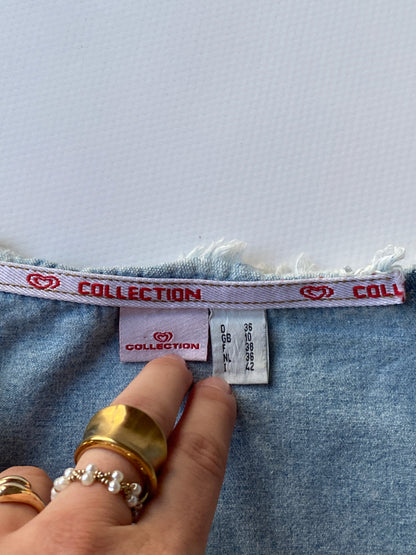 COLLECTION COLL
COLLECTION
D 36
GB 10
F 38
NL 36
I 42